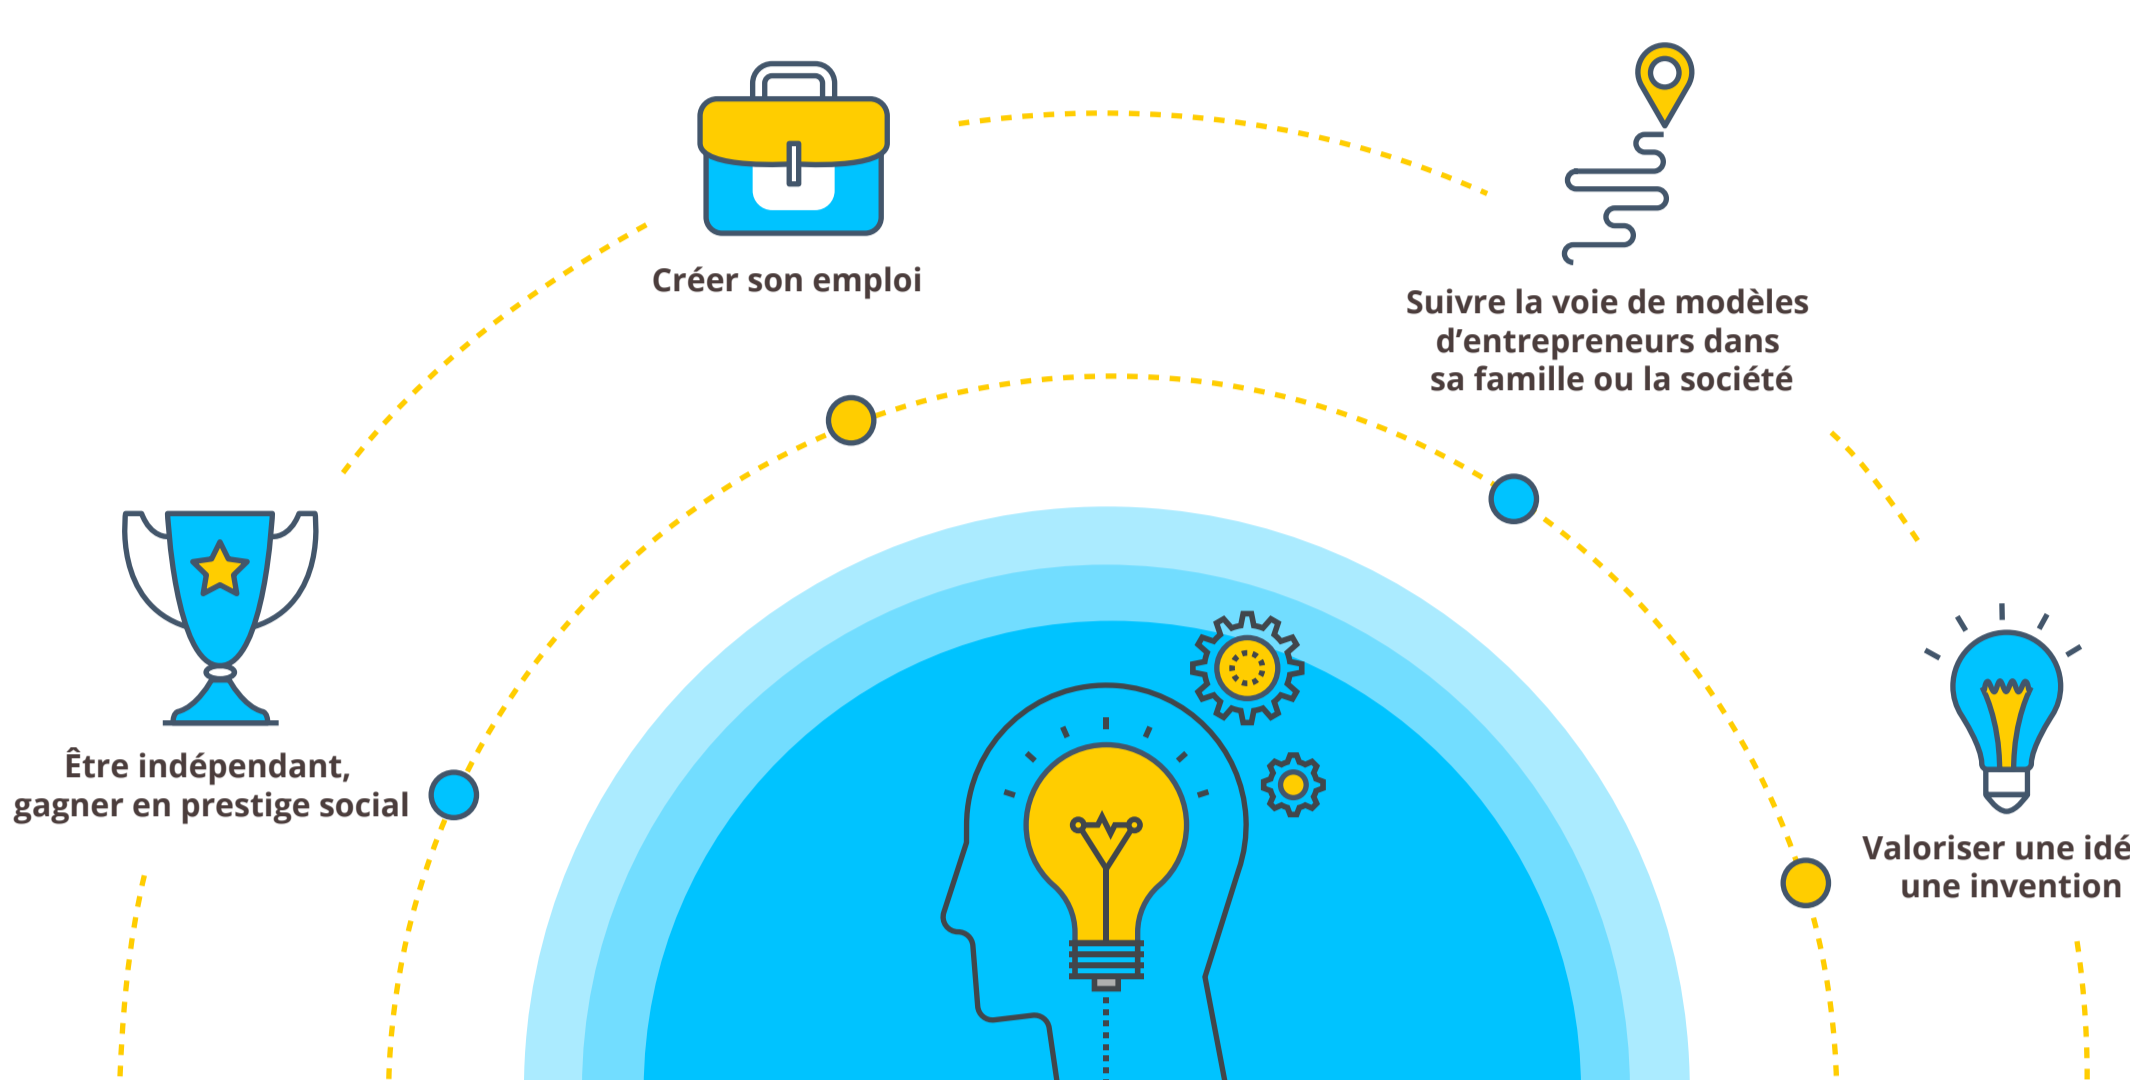 Créer son emploi
Suivre la voie de modèles
d’entrepreneurs dans
sa famille ou la société
Être indépendant,
gagner en prestige social
Valoriser une
une invention